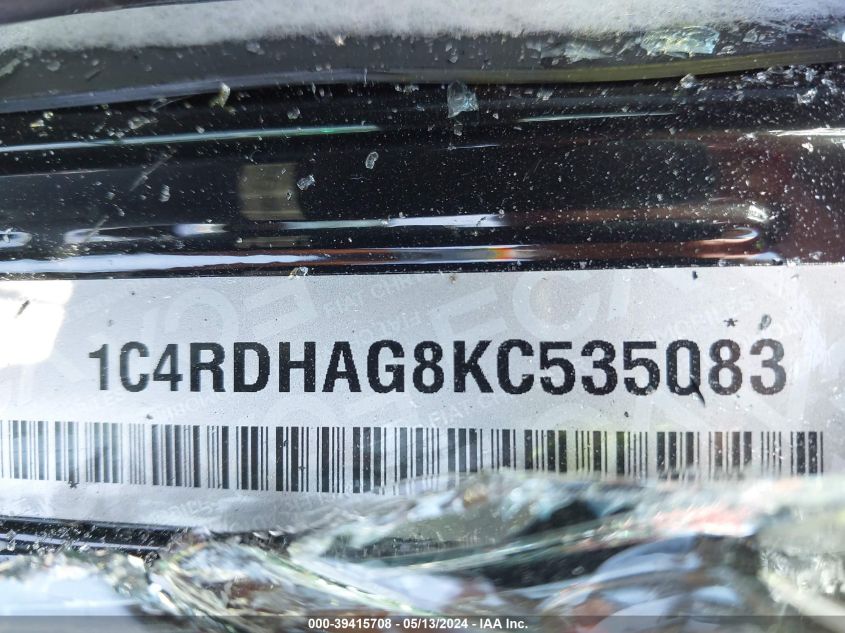 1C4RDHAG8KC535083
000-39415708 - 05/13/2024 - IAA Inc.